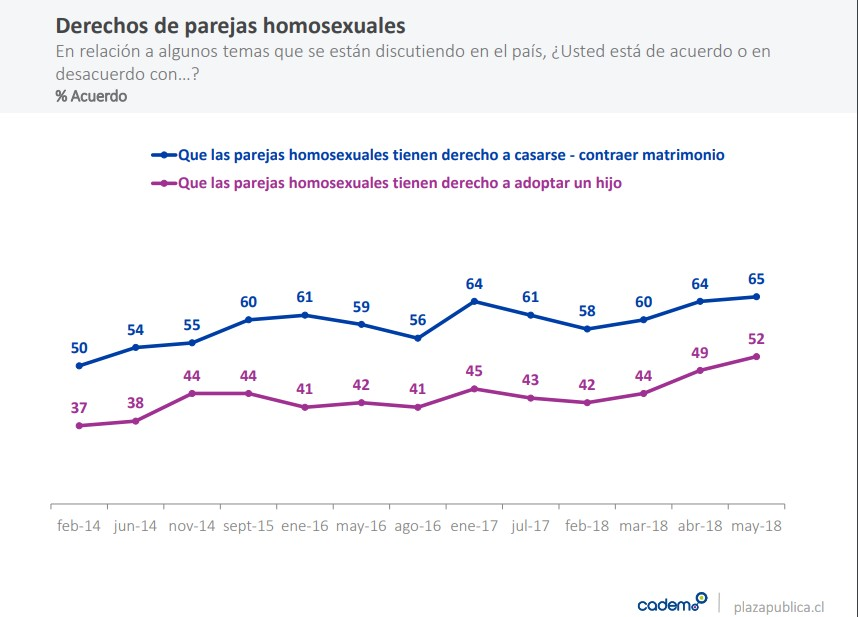 Derechos de parejas homosexuales
En relación a algunos temas que se están discutiendo en el país, ¿Usted está de acuerdo o en
desacuerdo con...?
% Acuerdo
Que las parejas homosexuales tienen derecho a casarse - contraer matrimonio
Que las parejas homosexuales tienen derecho a adoptar un hijo
50 54 55 60 61 59 56 64 61 58 60 64 65
37 38 44 44 41 42 41 45 43 42 44 49 52
feb-14 jun-14 nov-14 sept-15 ene-16 may-16 ago-16 ene-17 jul-17 feb-18 mar-18 abr-18 may-18
cadem plazapublica.cl